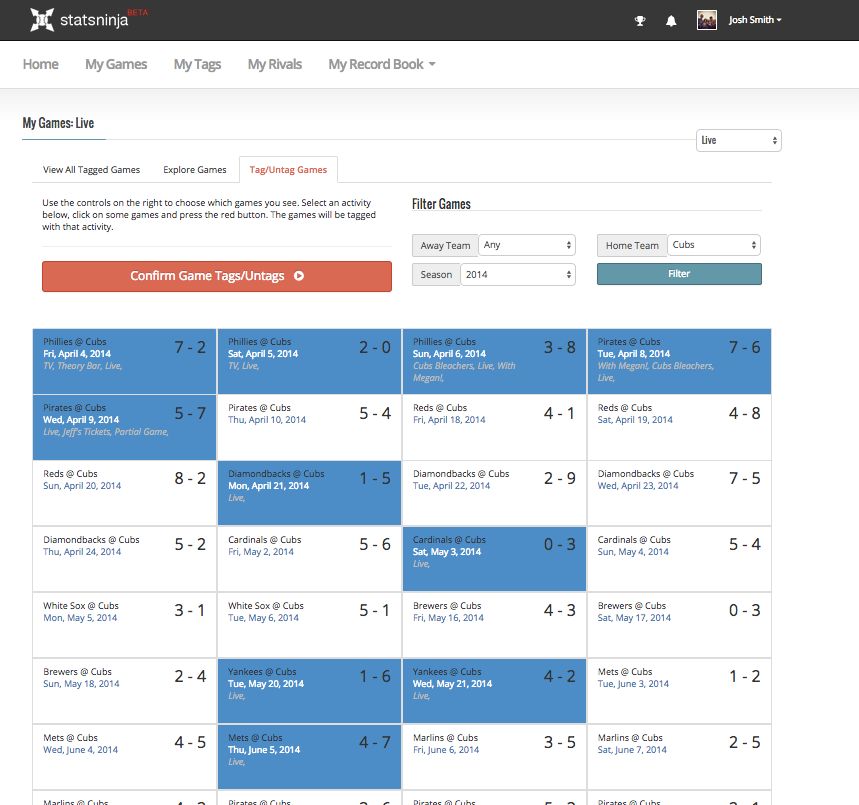 statsninja BETA
Josh Smith
Home My Games My Tags My Rivals My Record Book
My Games: Live
Live
View All Tagged Games Explore Games Tag/Untag Games
Use the controls on the right to choose which games you see. Select an activity
below, click on some games and press the red button. The games will be tagged
with that activity.
Confirm Game Tags/Untags
Filter Games
Away Team Any Home Team Cubs
Season 2014 Filter
Phillies @ Cubs 7 - 2
Fri, April 4, 2014
TV, Theory Bar, Live,
Phillies @ Cubs 2 - 0
Sat, April 5, 2014
TV, Live,
Phillies @ Cubs 3 - 8
Sun, April 6, 2014
Cubs Bleachers, Live, With
Megan!,
Pirates @ Cubs 7 - 6
Tue, April 8, 2014
With Megan!, Cubs Bleachers,
Live,
Pirates @ Cubs 5 - 7
Wed, April 9, 2014
Live, Jeff's Tickets, Partial Game,
Pirates @ Cubs 5 - 4
Thu, April 10, 2014
Reds @ Cubs 4 - 1
Fri, April 18, 2014
Reds @ Cubs 4 - 8
Sat, April 19, 2014
Reds @ Cubs 8 - 2
Sun, April 20, 2014
Diamondbacks @ Cubs 1 - 5
Mon, April 21, 2014
Live,
Diamondbacks @ Cubs 2 - 9
Tue, April 22, 2014
Diamondbacks @ Cubs 7 - 5
Wed, April 23, 2014
Diamondbacks @ Cubs 5 - 2
Thu, April 24, 2014
Cardinals @ Cubs 5 - 6
Fri, May 2, 2014
Cardinals @ Cubs 0 - 3
Sat, May 3, 2014
Live,
Cardinals @ Cubs 5 - 4
Sun, May 4, 2014
White Sox @ Cubs 3 - 1
Mon, May 5, 2014
White Sox @ Cubs 5 - 1
Tue, May 6, 2014
Brewers @ Cubs 4 - 3
Fri, May 16, 2014
Brewers @ Cubs 0 - 3
Sat, May 17, 2014
Brewers @ Cubs 2 - 4
Sun, May 18, 2014
Yankees @ Cubs 1 - 6
Tue, May 20, 2014
Live,
Yankees @ Cubs 4 - 2
Wed, May 21, 2014
Live,
Mets @ Cubs 1 - 2
Tue, June 3, 2014
Mets @ Cubs 4 - 5
Wed, June 4, 2014
Mets @ Cubs 4 - 7
Thu, June 5, 2014
Live,
Marlins @ Cubs 3 - 5
Fri, June 6, 2014
Marlins @ Cubs 2 - 5
Sat, June 7, 2014
Marlins @ Cubs
Pirates @ Cubs
Pirates @ Cubs
Pirates @ Cubs